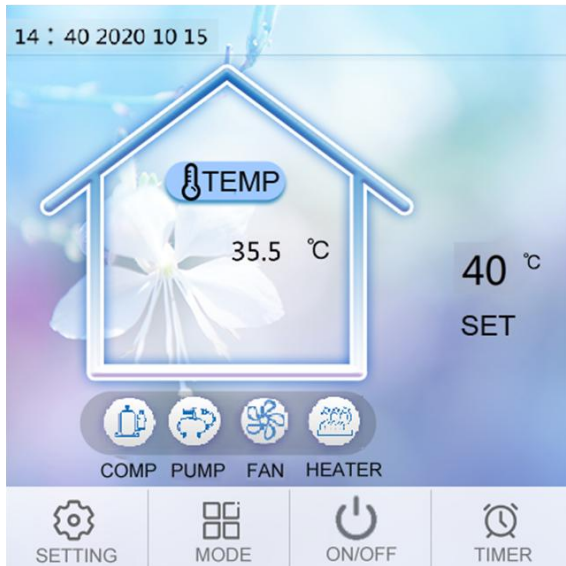 14 : 40 2020 10 15
TEMP
35.5 ℃
40 ℃
SET
COMP PUMP FAN HEATER
SETTING MODE ON/OFF TIMER